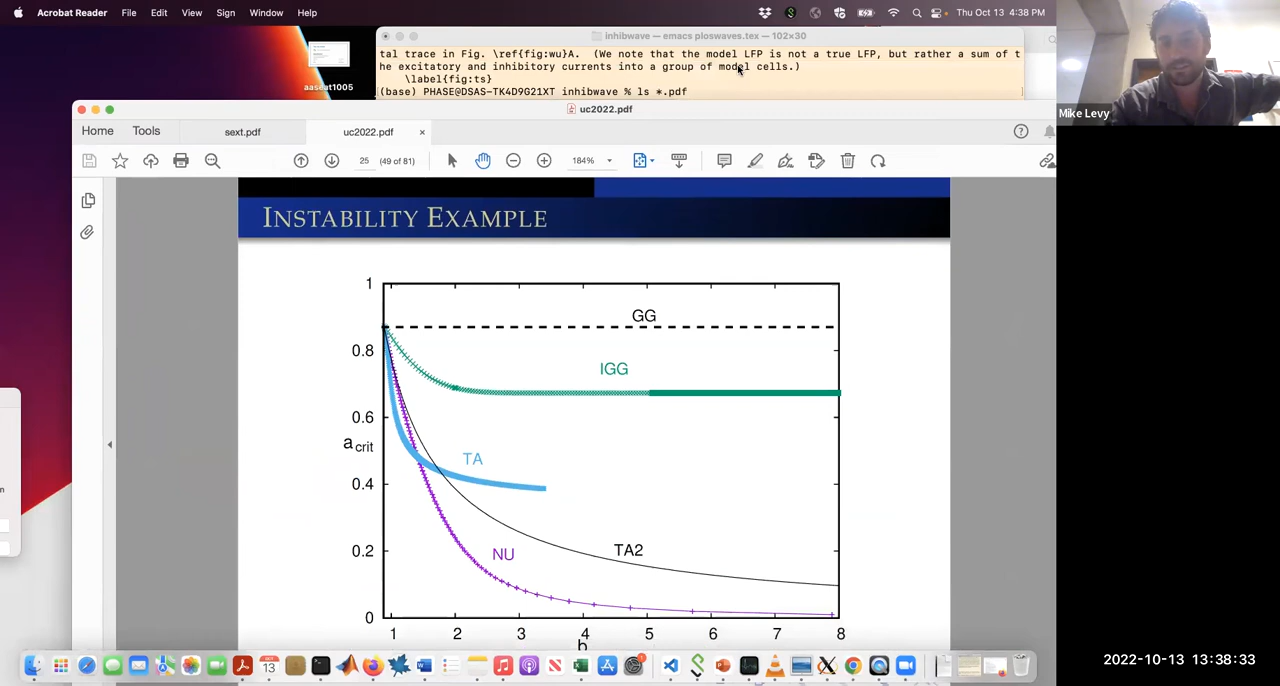 Acrobat Reader File Edit View Sign Window Help Thu Oct 13 4:38 PM
inhibwave — emacs ploswaves.tex — 102×30
tal trace in Fig. \ref{fig:wu}A. (We note that the model LFP is not a true LFP, but rather a sum of t
he excitatory and inhibitory currents into a group of model cells.)
\label{fig:ts}
(base) PHASE@DSAS-TK4D9G21XT inhibwave % ls *.pdf
aaseat1005
uc2022.pdf
Home Tools sext.pdf uc2022.pdf ×
25 (49 of 81) 184%
Mike Levy
INSTABILITY EXAMPLE
1
GG
0.8
IGG
0.6
a crit
TA
0.4
0.2
NU
TA2
0
1 2 3 4 5 6 7 8
b
2022-10-13 13:38:33